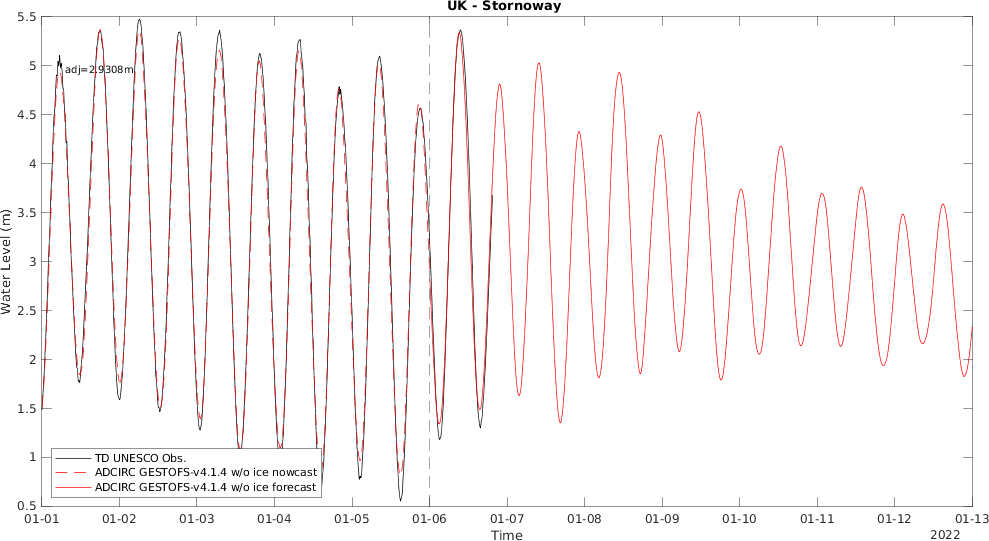 UK - Stornoway
5.5
5
4.5
4
3.5
3
2.5
2
1.5
1
0.5
Water Level (m)
adj=2.9308m
TD UNESCO Obs.
ADCIRC GESTOFS-v4.1.4 w/o ice nowcast
ADCIRC GESTOFS-v4.1.4 w/o ice forecast
01-01 01-02 01-03 01-04 01-05 01-06 01-07 01-08 01-09 01-10 01-11 01-12 01-13
Time
2022